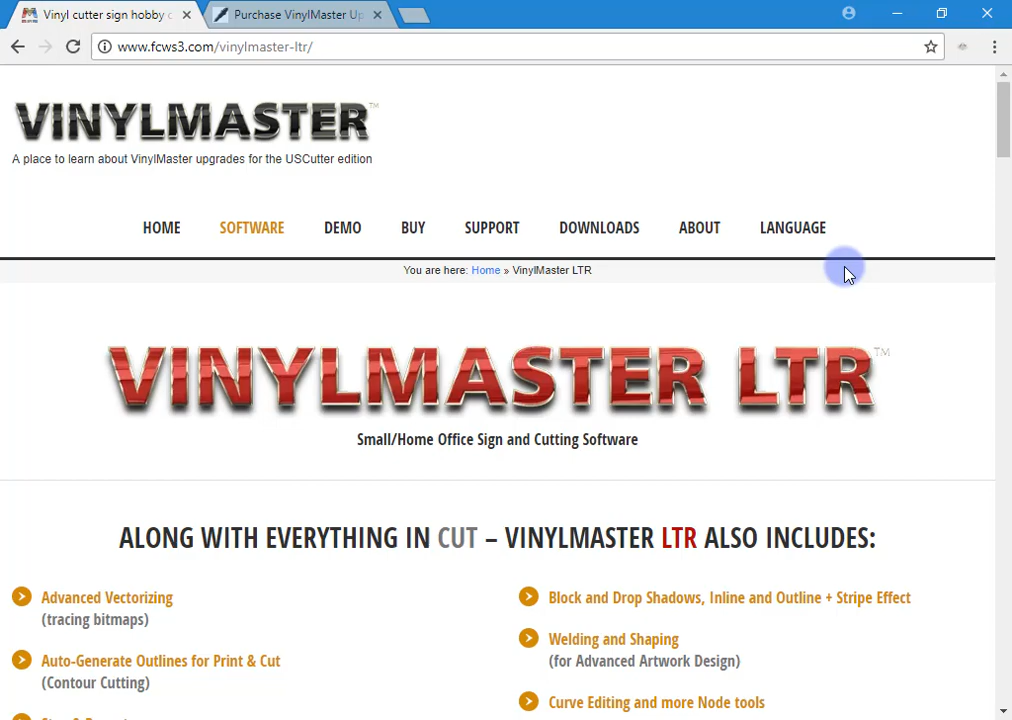 Vinyl cutter sign hobby c
Purchase VinylMaster Up
www.fcws3.com/vinylmaster-ltr/
VINYLMASTER™
A place to learn about VinylMaster upgrades for the USCutter edition
HOME SOFTWARE DEMO BUY SUPPORT DOWNLOADS ABOUT LANGUAGE
You are here: Home » VinylMaster LTR
VINYLMASTER LTR™
Small/Home Office Sign and Cutting Software
ALONG WITH EVERYTHING IN CUT – VINYLMASTER LTR ALSO INCLUDES:
Advanced Vectorizing
(tracing bitmaps)
Auto-Generate Outlines for Print & Cut
(Contour Cutting)
Block and Drop Shadows, Inline and Outline + Stripe Effect
Welding and Shaping
(for Advanced Artwork Design)
Curve Editing and more Node tools